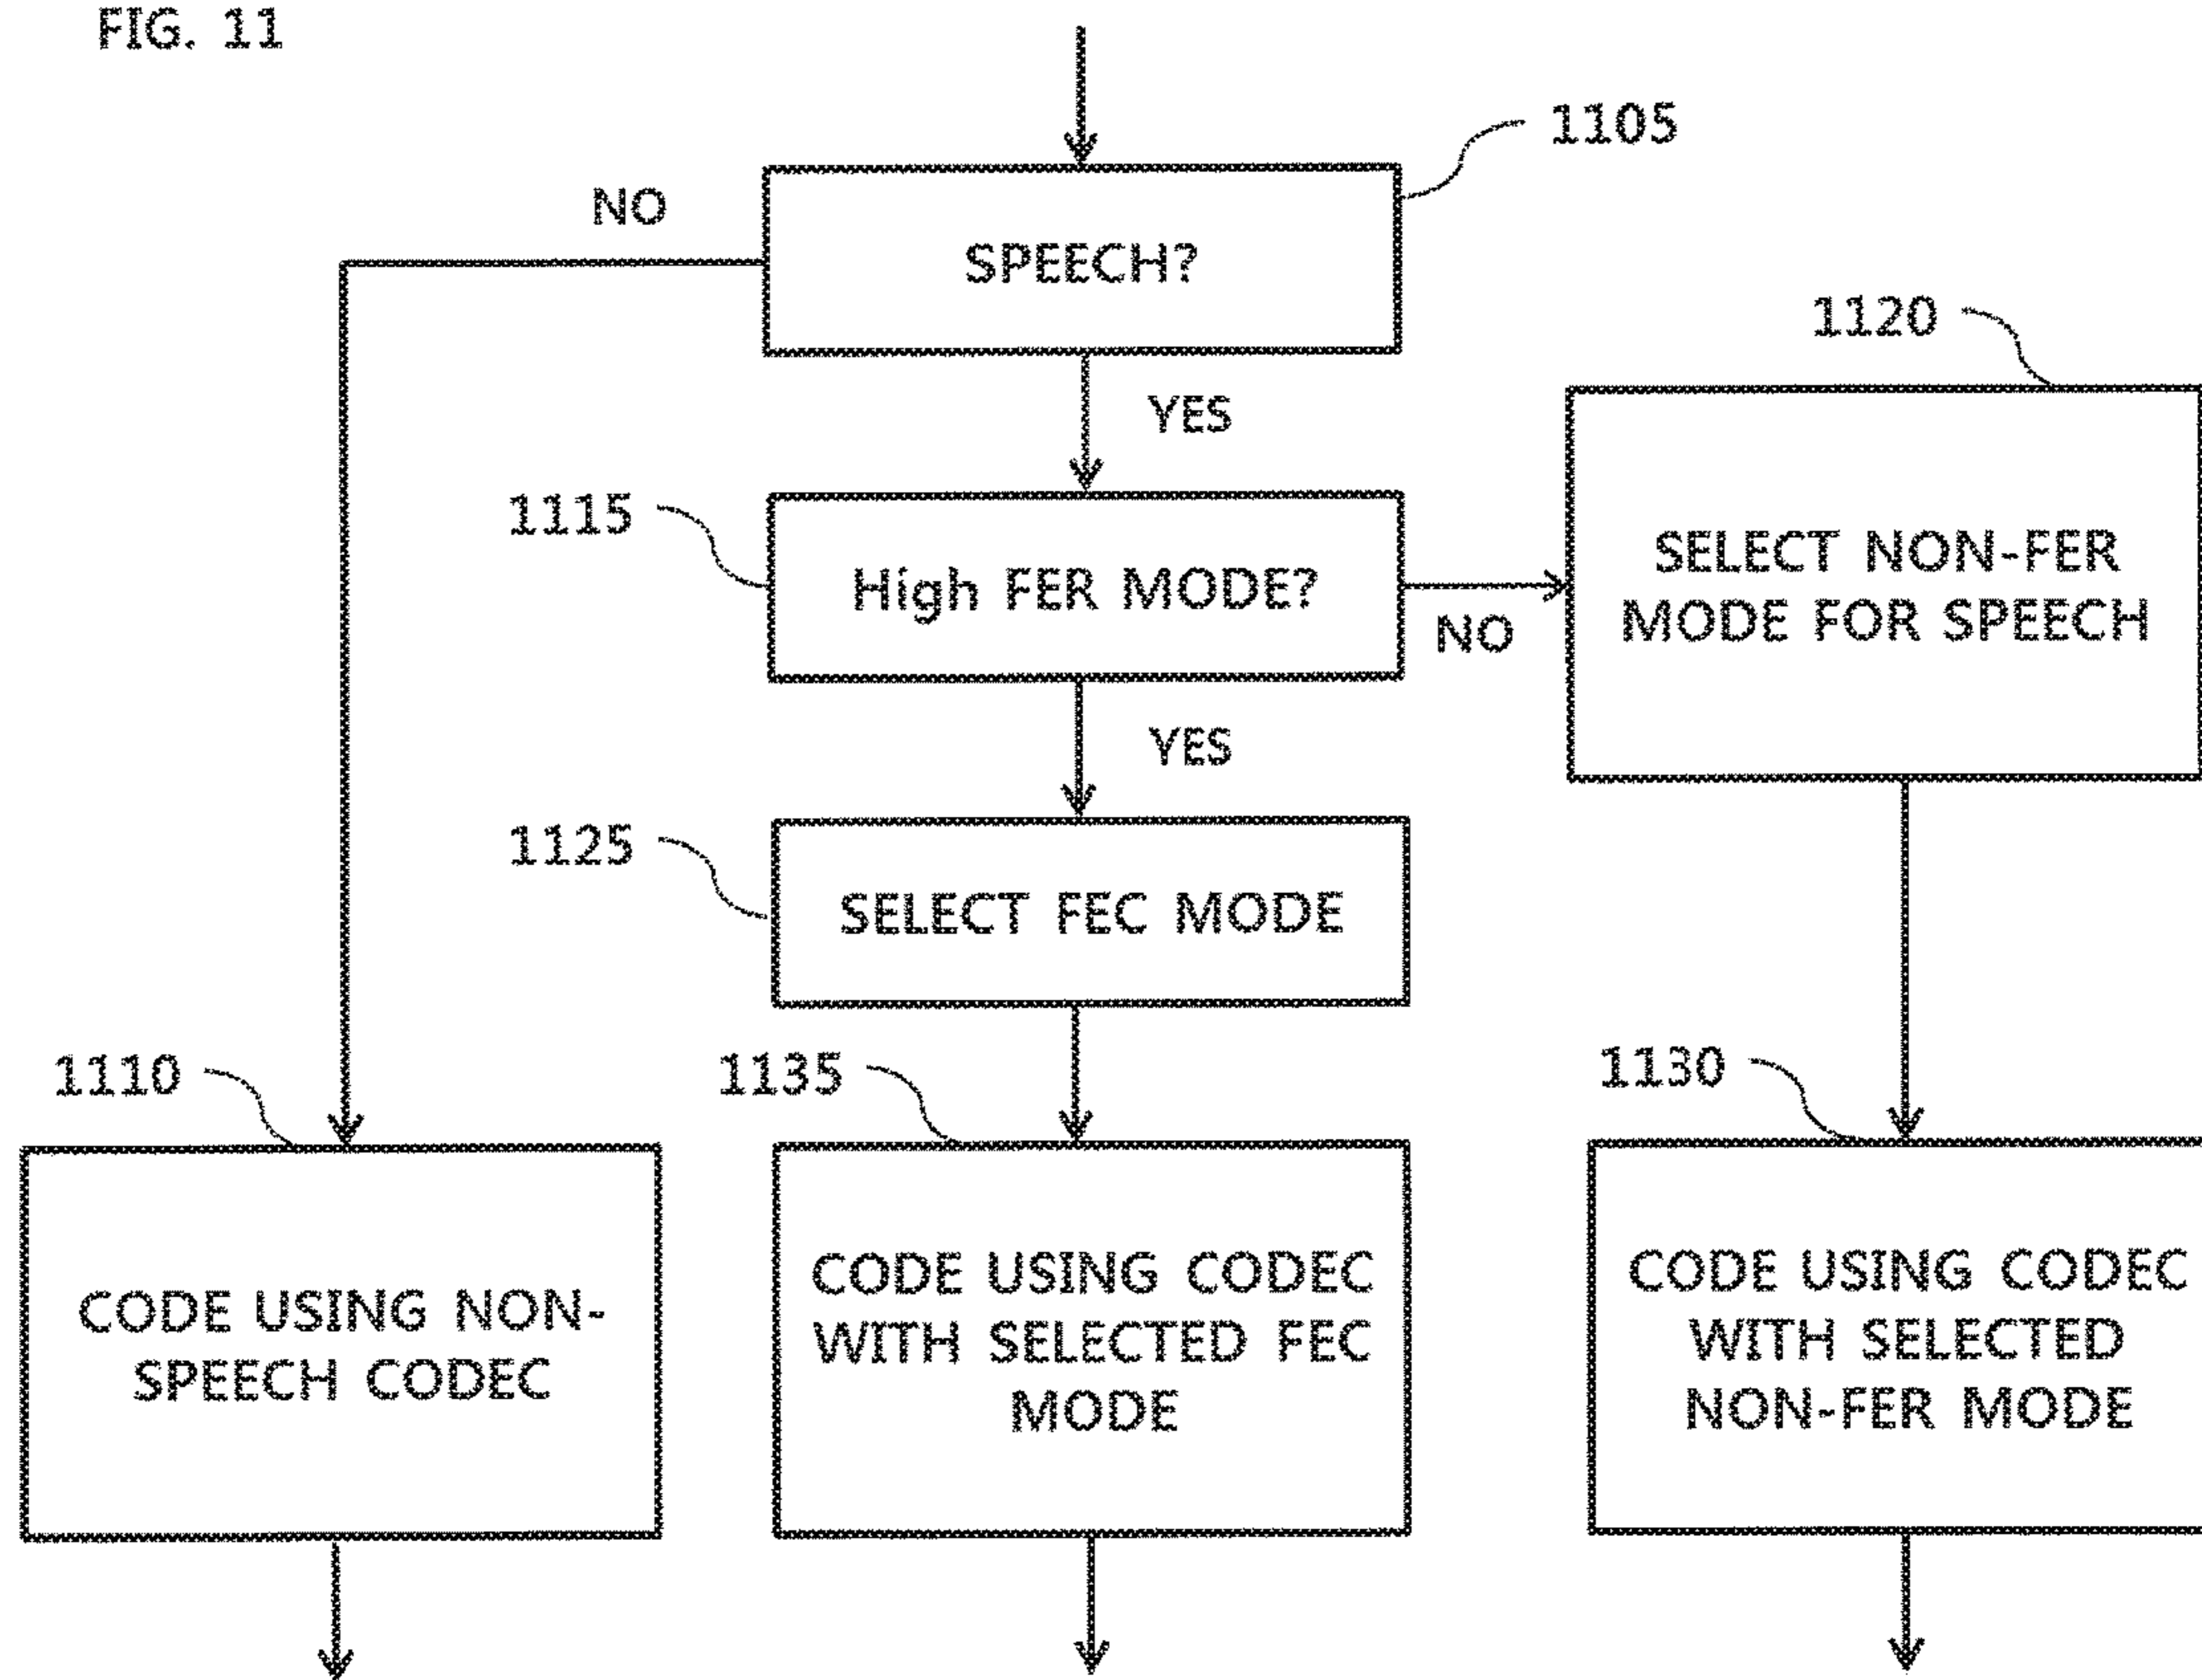 FIG. 11
1105
NO
SPEECH?
1120
YES
1115
High FER MODE?
NO
SELECT NON-FER
MODE FOR SPEECH
YES
1125
SELECT FEC MODE
1110
1135
1130
CODE USING NON-
SPEECH CODEC
CODE USING CODEC
WITH SELECTED FEC
MODE
CODE USING CODEC
WITH SELECTED
NON-FER MODE